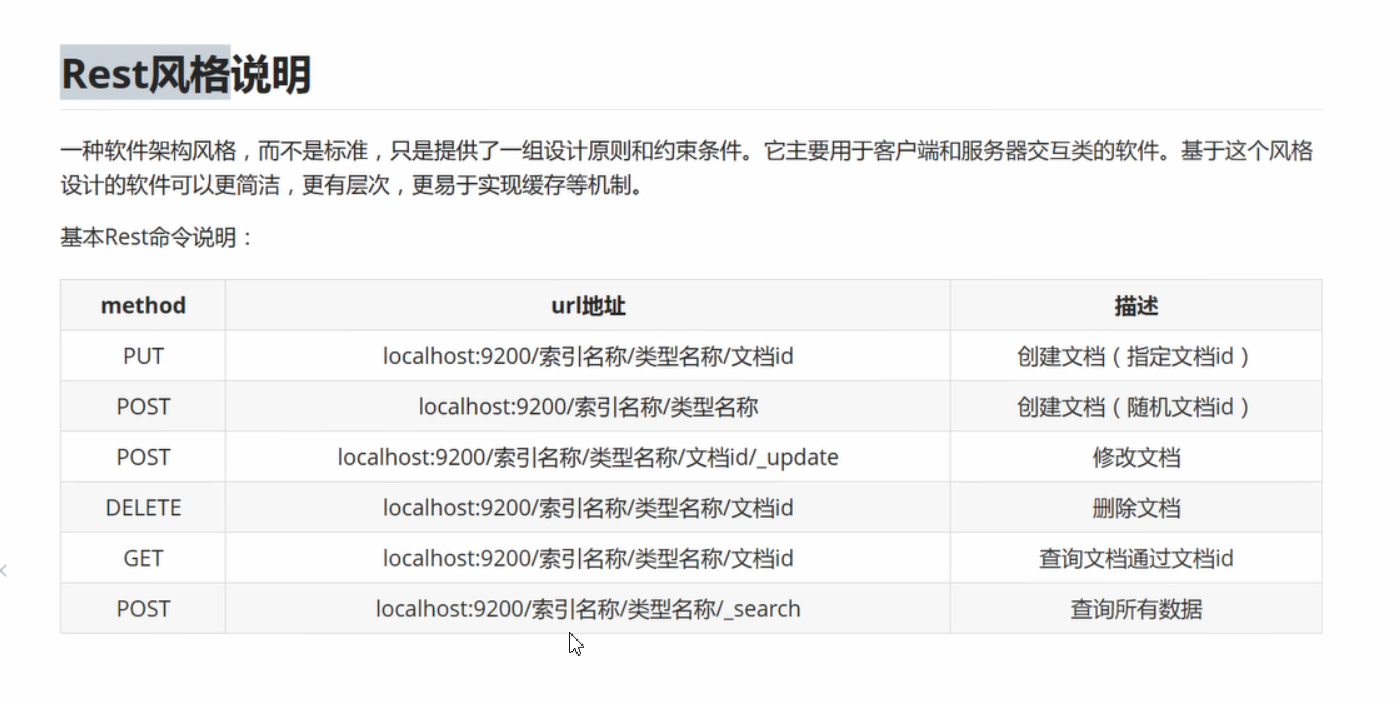 Rest风格说明
一种软件架构风格，而不是标准，只是提供了一组设计原则和约束条件。它主要用于客户端和服务器交互类的软件。基于这个风格
设计的软件可以更简洁，更有层次，更易于实现缓存等机制。
基本Rest命令说明：
method url地址 描述
PUT localhost:9200/索引名称/类型名称/文档id 创建文档（指定文档id）
POST localhost:9200/索引名称/类型名称 创建文档（随机文档id）
POST localhost:9200/索引名称/类型名称/文档id/_update 修改文档
DELETE localhost:9200/索引名称/类型名称/文档id 删除文档
GET localhost:9200/索引名称/类型名称/文档id 查询文档通过文档id
POST localhost:9200/索引名称/类型名称/_search 查询所有数据